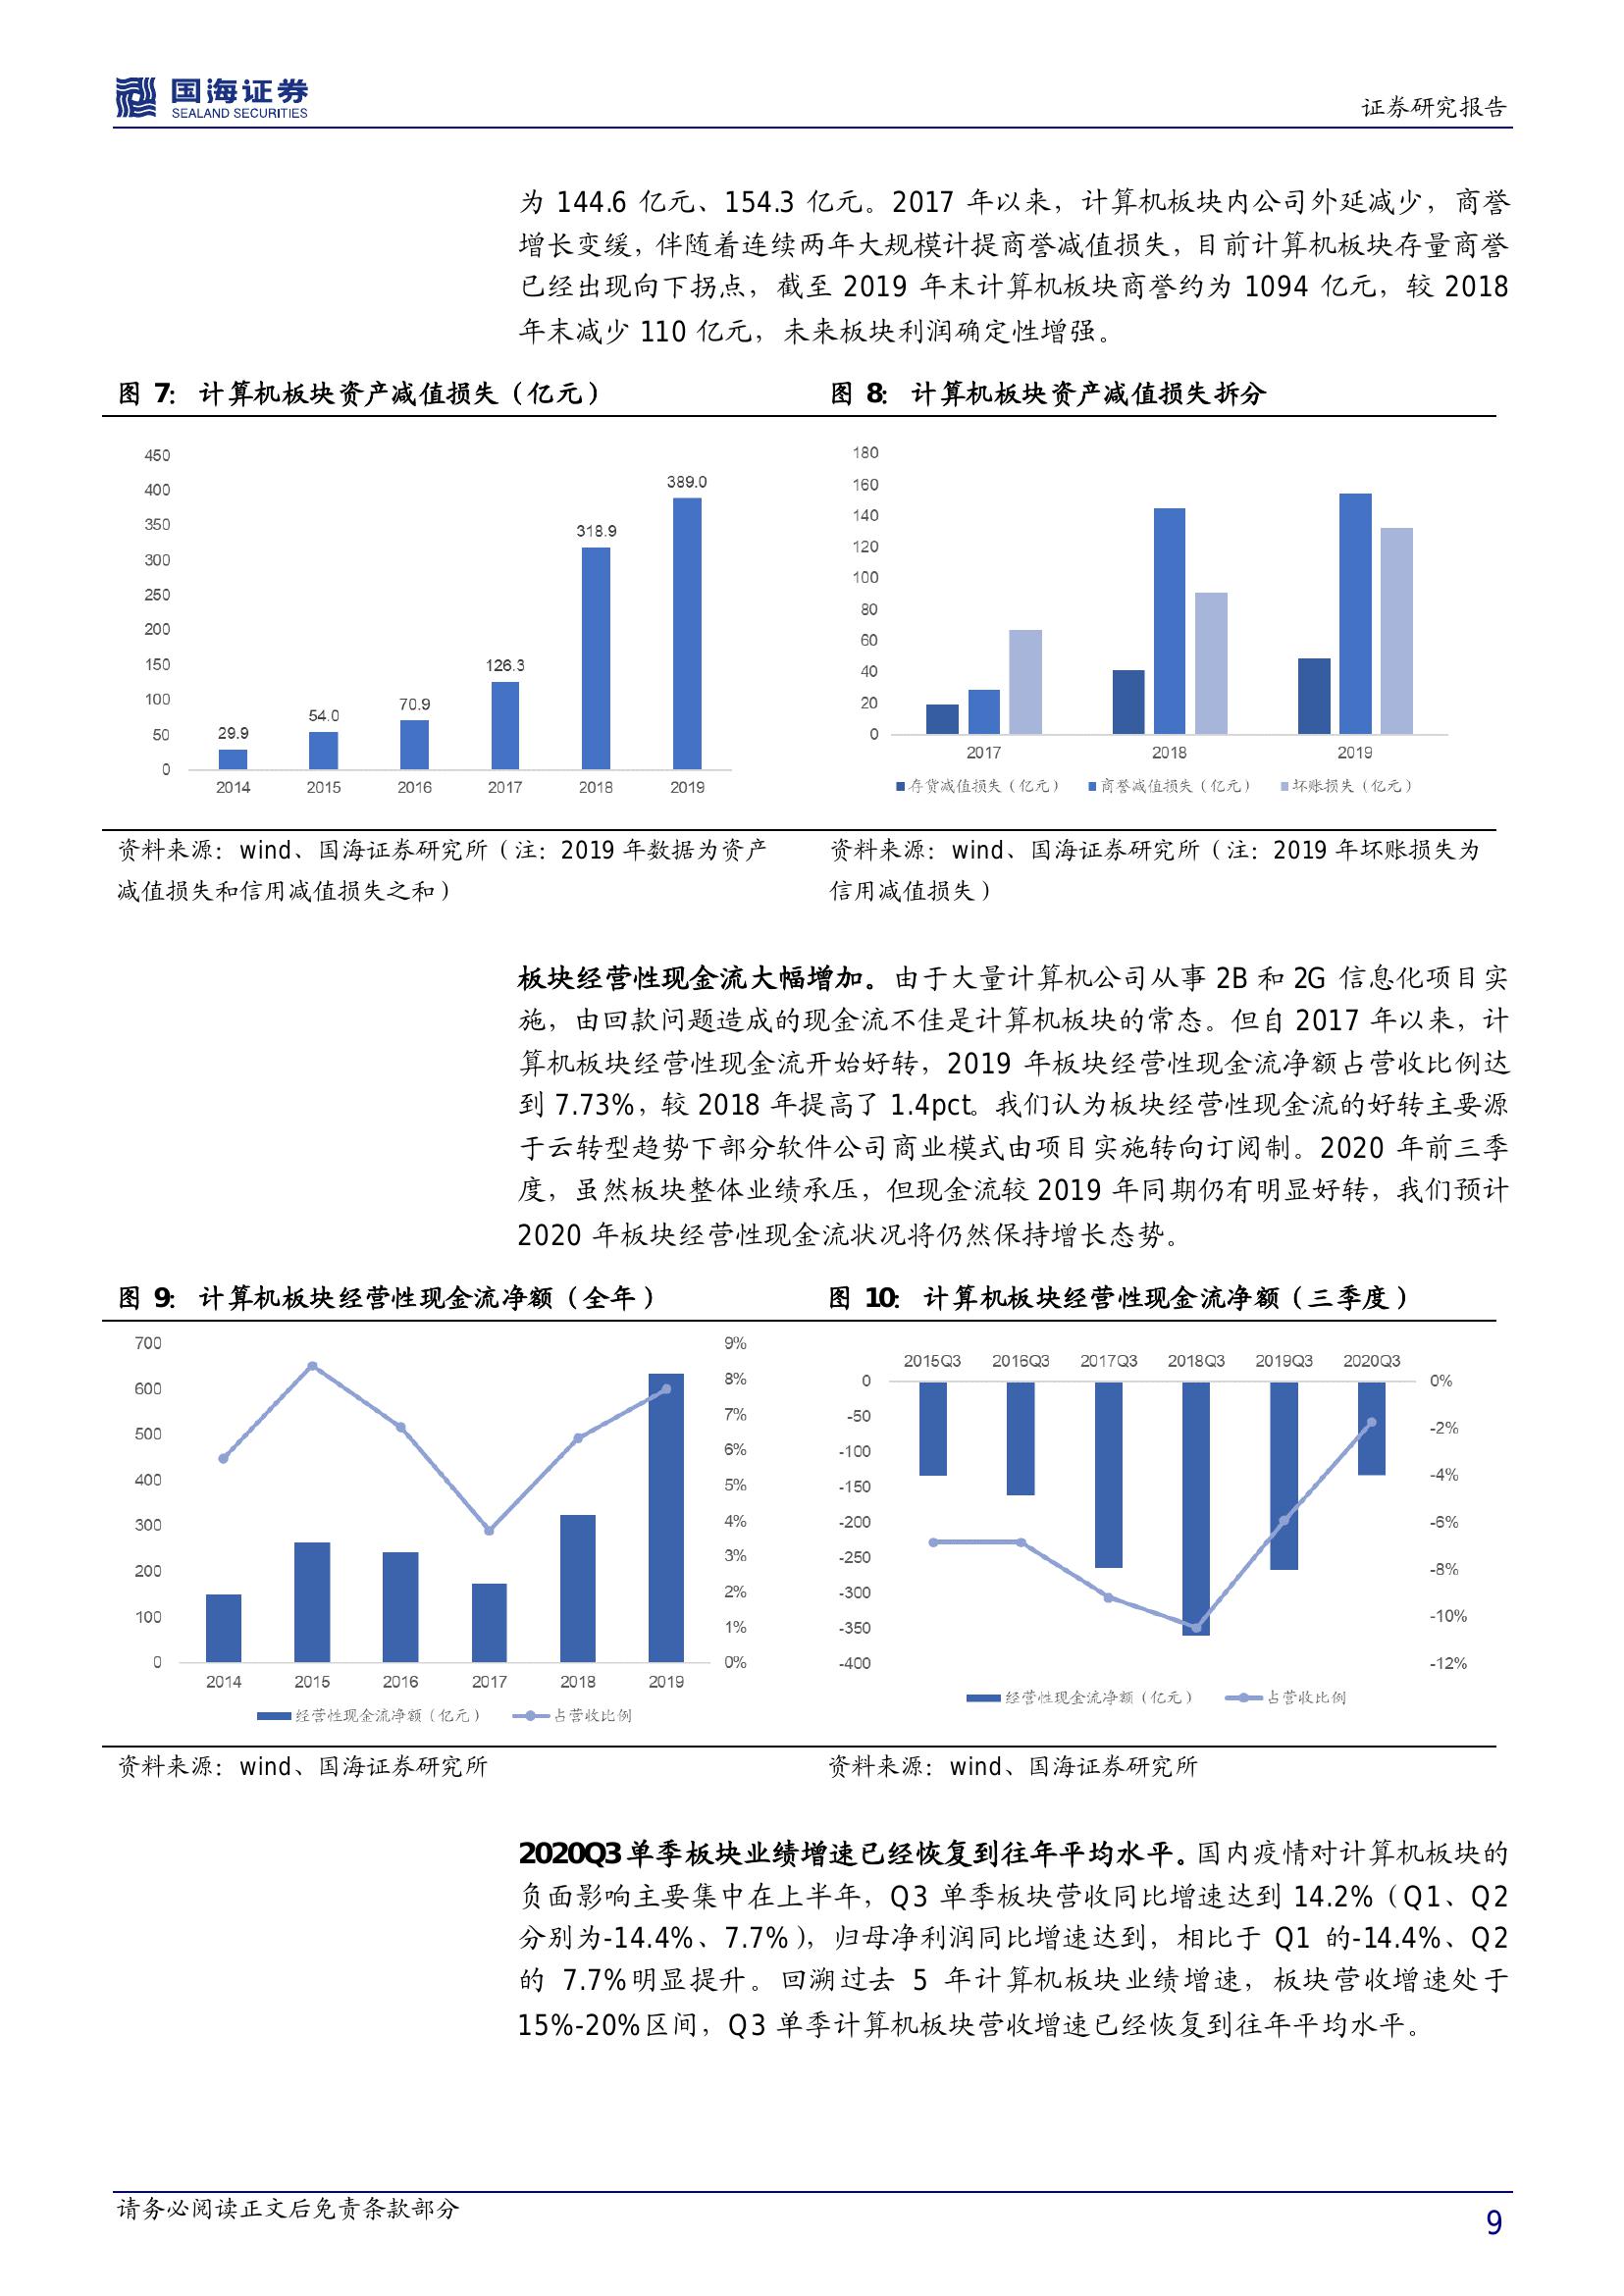 国海证券
SEALAND SECURITIES
证券研究报告
为 144.6 亿元、154.3 亿元。2017 年以来，计算机板块内公司外延减少，商誉
增长变缓，伴随着连续两年大规模计提商誉减值损失，目前计算机板块存量商誉
已经出现向下拐点，截至 2019 年末计算机板块商誉约为 1094 亿元，较 2018
年末减少 110 亿元，未来板块利润确定性增强。
图 7：计算机板块资产减值损失（亿元）
450
400
350
300
250
200
150
100
50
0
29.9
54.0
70.9
126.3
318.9
389.0
2014 2015 2016 2017 2018 2019
资料来源：wind、国海证券研究所（注：2019 年数据为资产
减值损失和信用减值损失之和）
图 8：计算机板块资产减值损失拆分
180
160
140
120
100
80
60
40
20
0
2017 2018 2019
存货减值损失（亿元） 商誉减值损失（亿元） 坏账损失（亿元）
资料来源：wind、国海证券研究所（注：2019 年坏账损失为
信用减值损失）
板块经营性现金流大幅增加。由于大量计算机公司从事 2B 和 2G 信息化项目实
施，由回款问题造成的现金流不佳是计算机板块的常态。但自 2017 年以来，计
算机板块经营性现金流开始好转，2019 年板块经营性现金流净额占营收比例达
到 7.73%，较 2018 年提高了 1.4pct。我们认为板块经营性现金流的好转主要源
于云转型趋势下部分软件公司商业模式由项目实施转向订阅制。2020 年前三季
度，虽然板块整体业绩承压，但现金流较 2019 年同期仍有明显好转，我们预计
2020 年板块经营性现金流状况将仍然保持增长态势。
图 9：计算机板块经营性现金流净额（全年）
700
600
500
400
300
200
100
0
9%
8%
7%
6%
5%
4%
3%
2%
1%
0%
2014 2015 2016 2017 2018 2019
经营性现金流净额（亿元） 占营收比例
资料来源：wind、国海证券研究所
图 10：计算机板块经营性现金流净额（三季度）
2015Q3 2016Q3 2017Q3 2018Q3 2019Q3 2020Q3
0
-50
-100
-150
-200
-250
-300
-350
-400
0%
-2%
-4%
-6%
-8%
-10%
-12%
经营性现金流净额（亿元） 占营收比例
资料来源：wind、国海证券研究所
2020Q3 单季板块业绩增速已经恢复到往年平均水平。国内疫情对计算机板块的
负面影响主要集中在上半年，Q3 单季板块营收同比增速达到 14.2%（Q1、Q2
分别为-14.4%、7.7%），归母净利润同比增速达到，相比于 Q1 的-14.4%、Q2
的 7.7%明显提升。回溯过去 5 年计算机板块业绩增速，板块营收增速处于
15%-20%区间，Q3 单季计算机板块营收增速已经恢复到往年平均水平。
请务必阅读正文后免责条款部分
9